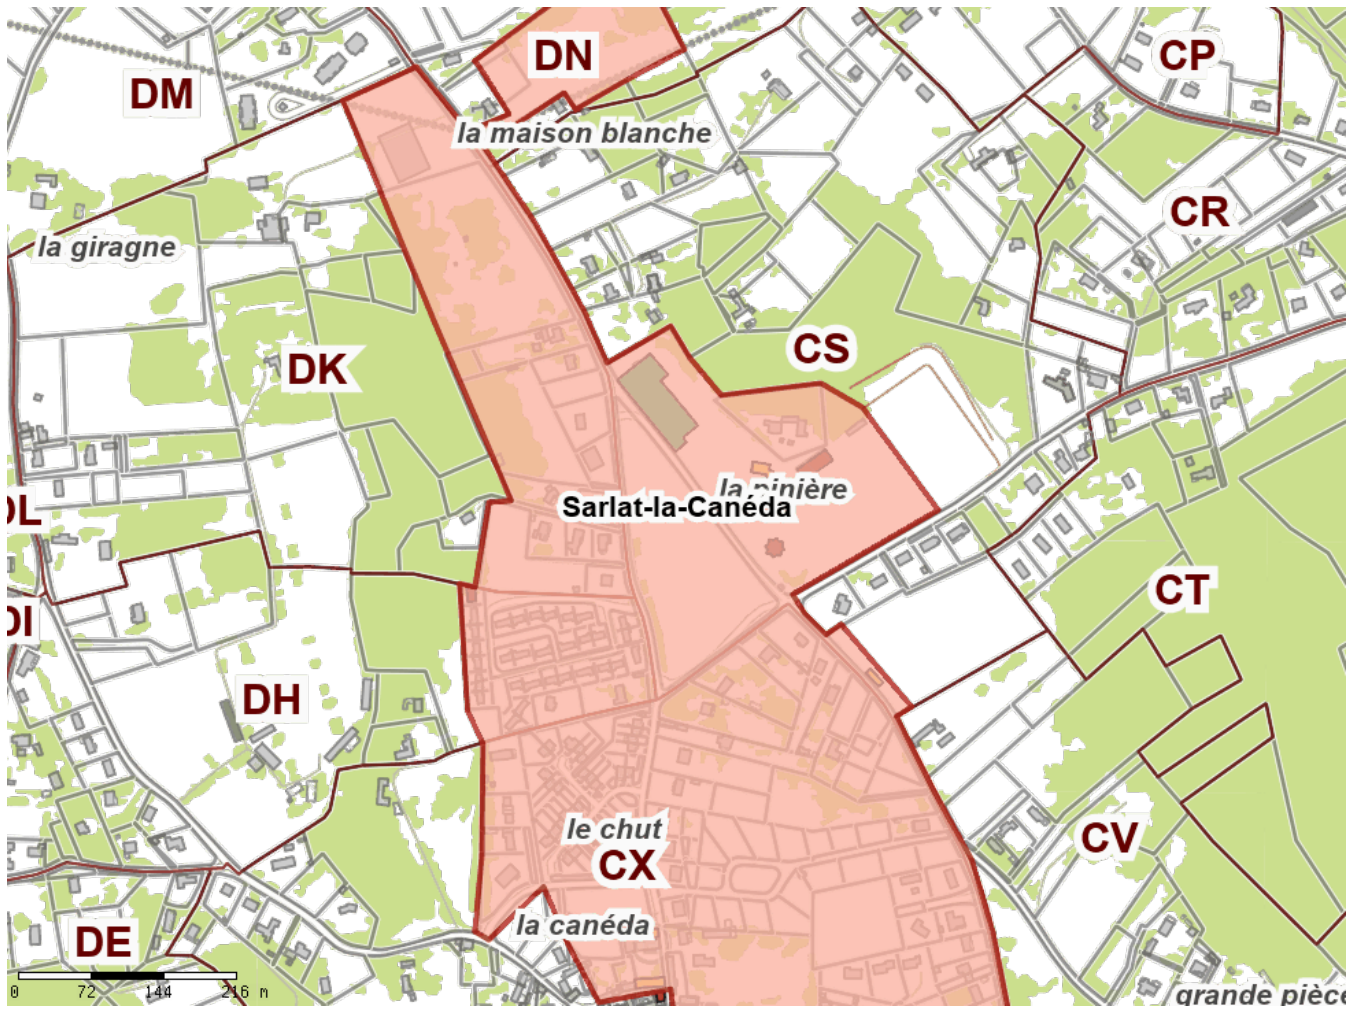 DN
CP
DM
la maison blanche
CR
la giragne
CS
DK
la pinière
Sarlat-la-Canéda
DL
CT
DI
DH
le chut
CV
CX
la canéda
DE
0 72 144 216 m
grande pièce